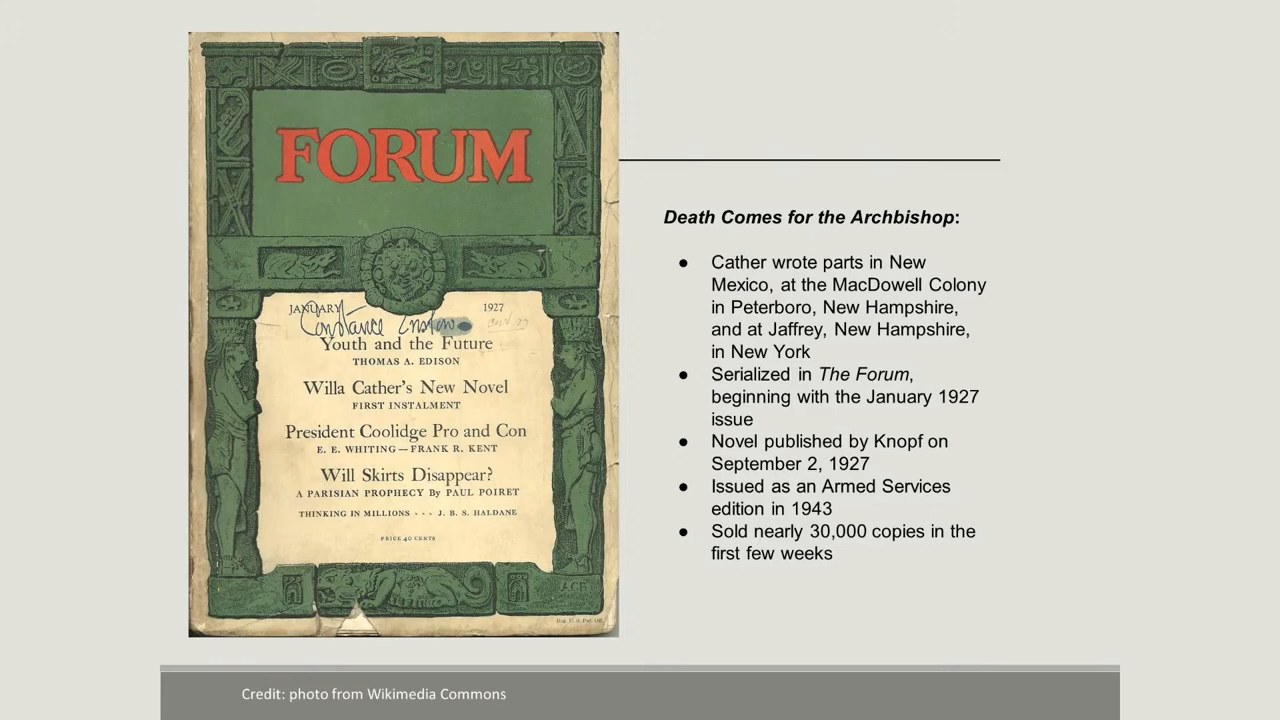 FORUM
JANUARY 1927
Constance
Youth and the Future
THOMAS A. EDISON
Willa Cather's New Novel
FIRST INSTALMENT
President Coolidge Pro and Con
E. E. WHITING—FRANK R. KENT
Will Skirts Disappear?
A PARISIAN PROPHECY By PAUL POIRET
THINKING IN MILLIONS - - - J. B. S. HALDANE
PRICE 40 CENTS
ACB
Reg. U. S. Pat. Off.
Death Comes for the Archbishop:
● Cather wrote parts in New
Mexico, at the MacDowell Colony
in Peterboro, New Hampshire,
and at Jaffrey, New Hampshire,
in New York
● Serialized in The Forum,
beginning with the January 1927
issue
● Novel published by Knopf on
September 2, 1927
● Issued as an Armed Services
edition in 1943
● Sold nearly 30,000 copies in the
first few weeks
Credit: photo from Wikimedia Commons